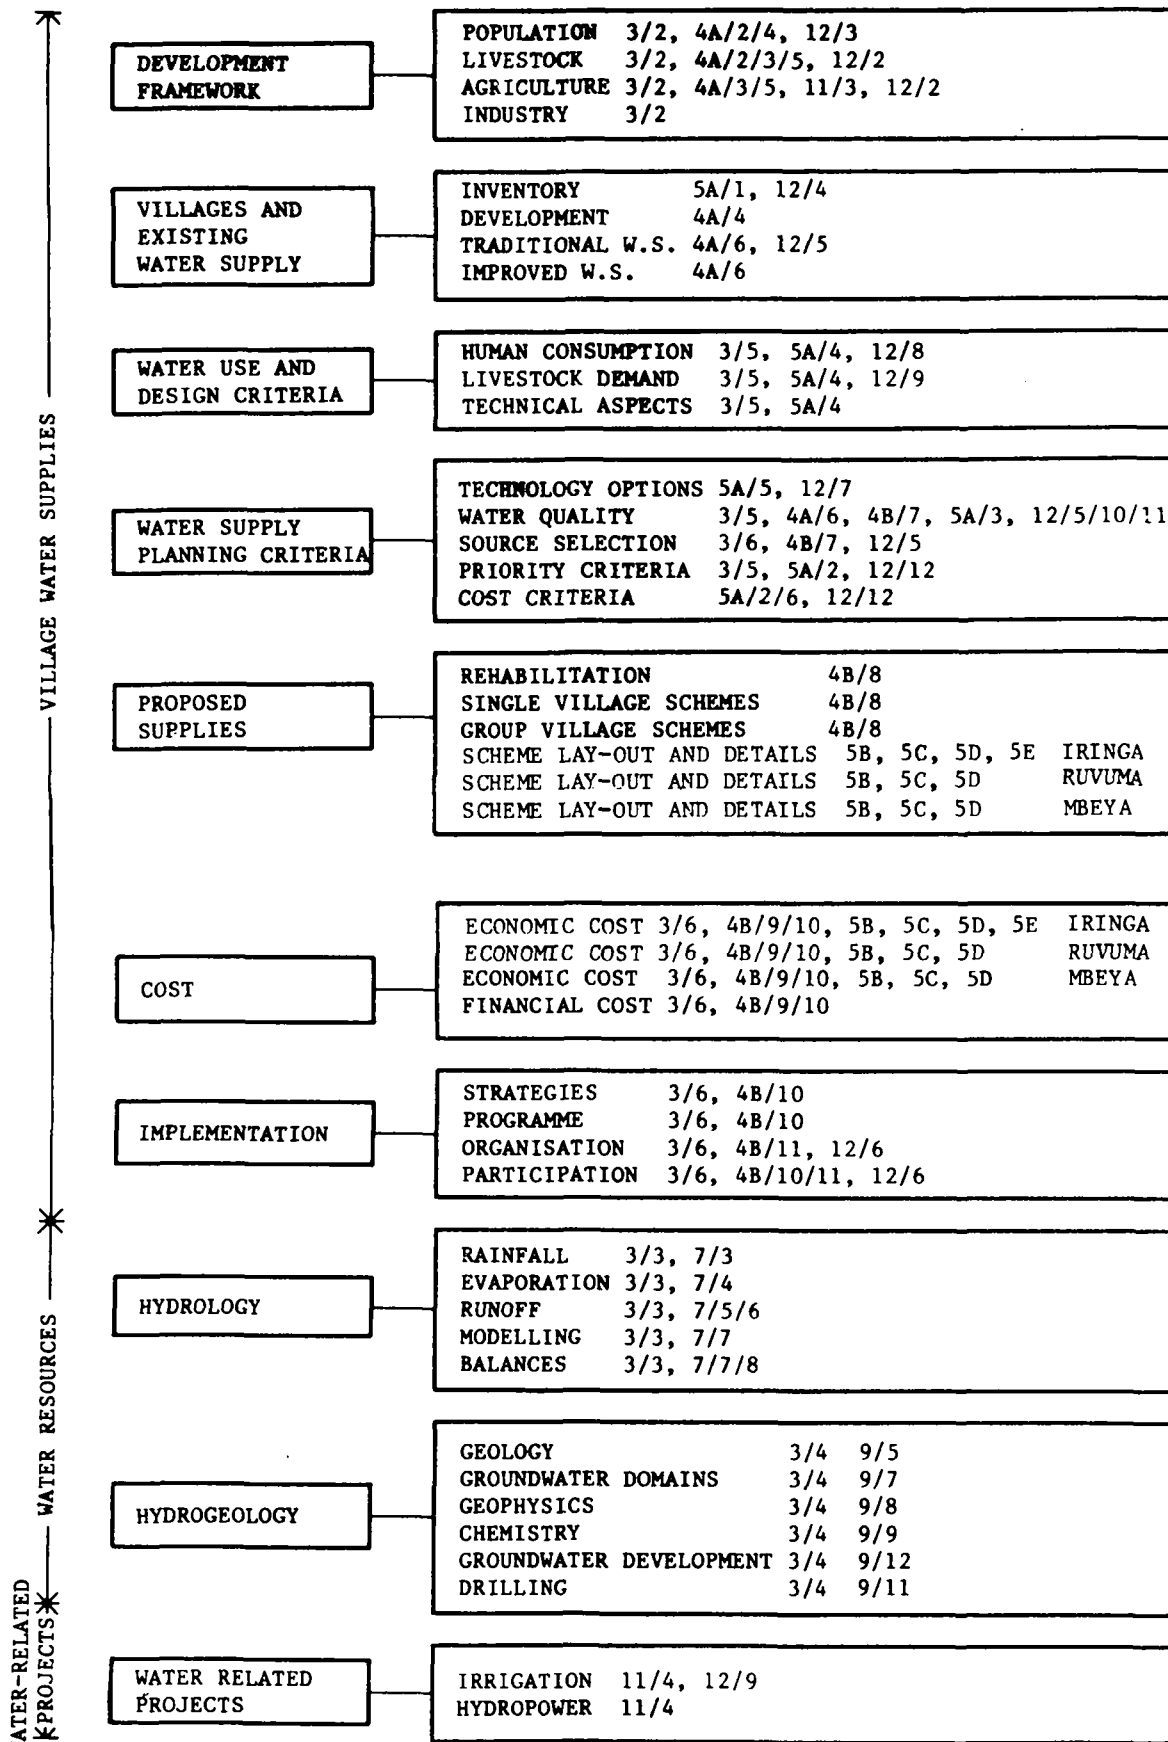 VILLAGE WATER SUPPLIES
DEVELOPMENT
FRAMEWORK
POPULATION 3/2, 4A/2/4, 12/3
LIVESTOCK 3/2, 4A/2/3/5, 12/2
AGRICULTURE 3/2, 4A/3/5, 11/3, 12/2
INDUSTRY 3/2
VILLAGES AND
EXISTING
WATER SUPPLY
INVENTORY 5A/1, 12/4
DEVELOPMENT 4A/4
TRADITIONAL W.S. 4A/6, 12/5
IMPROVED W.S. 4A/6
WATER USE AND
DESIGN CRITERIA
HUMAN CONSUMPTION 3/5, 5A/4, 12/8
LIVESTOCK DEMAND 3/5, 5A/4, 12/9
TECHNICAL ASPECTS 3/5, 5A/4
WATER SUPPLY
PLANNING CRITERIA
TECHNOLOGY OPTIONS 5A/5, 12/7
WATER QUALITY 3/5, 4A/6, 4B/7, 5A/3, 12/5/10/11
SOURCE SELECTION 3/6, 4B/7, 12/5
PRIORITY CRITERIA 3/5, 5A/2, 12/12
COST CRITERIA 5A/2/6, 12/12
PROPOSED
SUPPLIES
REHABILITATION 4B/8
SINGLE VILLAGE SCHEMES 4B/8
GROUP VILLAGE SCHEMES 4B/8
SCHEME LAY-OUT AND DETAILS 5B, 5C, 5D, 5E IRINGA
SCHEME LAY-OUT AND DETAILS 5B, 5C, 5D RUVUMA
SCHEME LAY-OUT AND DETAILS 5B, 5C, 5D MBEYA
COST
ECONOMIC COST 3/6, 4B/9/10, 5B, 5C, 5D, 5E IRINGA
ECONOMIC COST 3/6, 4B/9/10, 5B, 5C, 5D RUVUMA
ECONOMIC COST 3/6, 4B/9/10, 5B, 5C, 5D MBEYA
FINANCIAL COST 3/6, 4B/9/10
IMPLEMENTATION
STRATEGIES 3/6, 4B/10
PROGRAMME 3/6, 4B/10
ORGANISATION 3/6, 4B/11, 12/6
PARTICIPATION 3/6, 4B/10/11, 12/6
WATER RESOURCES
HYDROLOGY
RAINFALL 3/3, 7/3
EVAPORATION 3/3, 7/4
RUNOFF 3/3, 7/5/6
MODELLING 3/3, 7/7
BALANCES 3/3, 7/7/8
HYDROGEOLOGY
GEOLOGY 3/4 9/5
GROUNDWATER DOMAINS 3/4 9/7
GEOPHYSICS 3/4 9/8
CHEMISTRY 3/4 9/9
GROUNDWATER DEVELOPMENT 3/4 9/12
DRILLING 3/4 9/11
ATER-RELATED
PROJECTS
WATER RELATED
PROJECTS
IRRIGATION 11/4, 12/9
HYDROPOWER 11/4